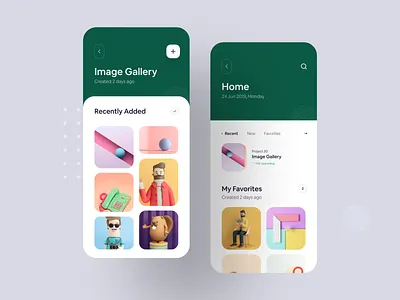 Image Gallery
Created 2 days ago
Recently Added
Home
24 Jun 2019, Monday
Recent
New
Favorites
Project 3D
Image Gallery
My Favorites
2
Created 2 days ago